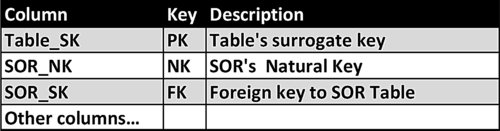 Column Key Description
Table_SK PK Table's surrogate key
SOR_NK NK SOR's  Natural Key
SOR_SK FK Foreign key to SOR Table
Other columns...